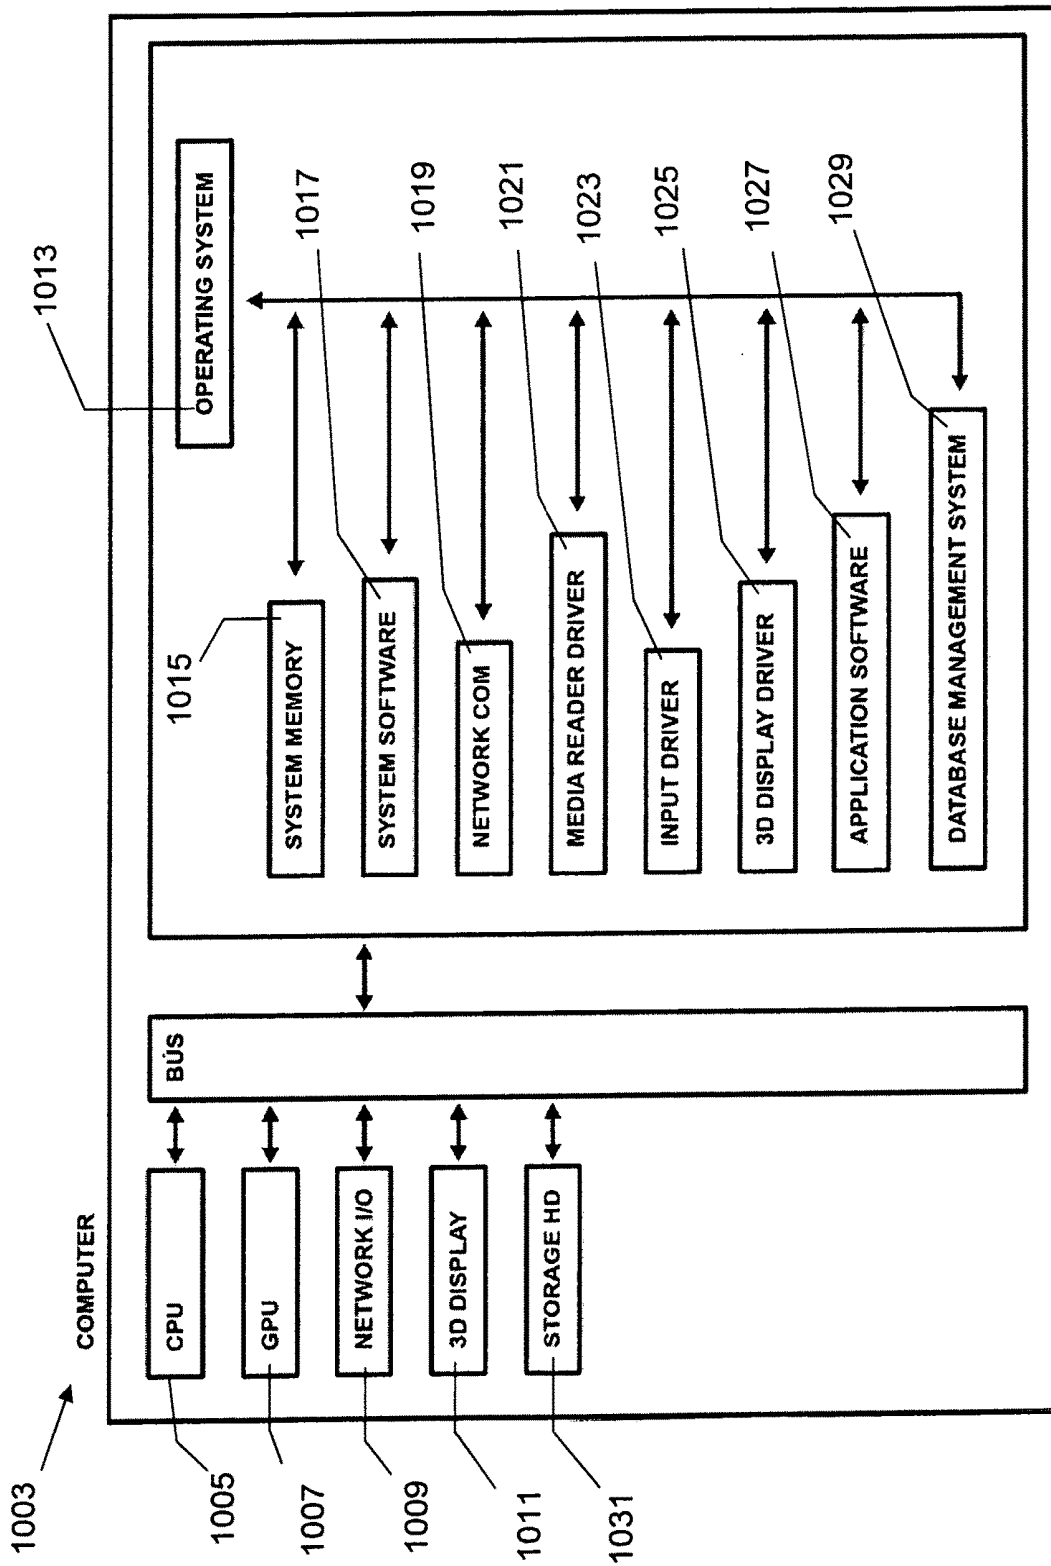 1003
COMPUTER
1005
CPU
1007
GPU
1009
NETWORK I/O
1011
3D DISPLAY
1031
STORAGE HD
BUS
1013
OPERATING SYSTEM
1015
SYSTEM MEMORY
1017
SYSTEM SOFTWARE
1019
NETWORK COM
1021
MEDIA READER DRIVER
1023
INPUT DRIVER
1025
3D DISPLAY DRIVER
1027
APPLICATION SOFTWARE
1029
DATABASE MANAGEMENT SYSTEM